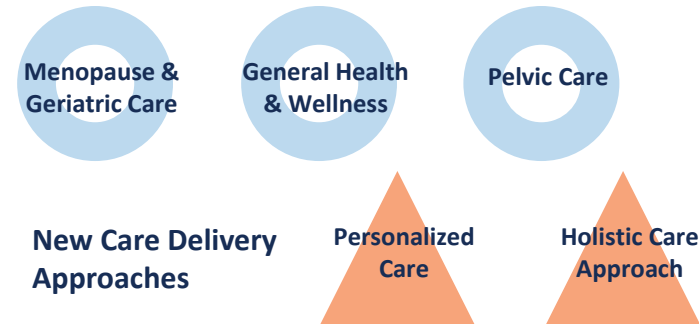 Menopause &
Geriatric Care
General Health
& Wellness
Pelvic Care
New Care Delivery
Approaches
Personalized
Care
Holistic Care
Approach